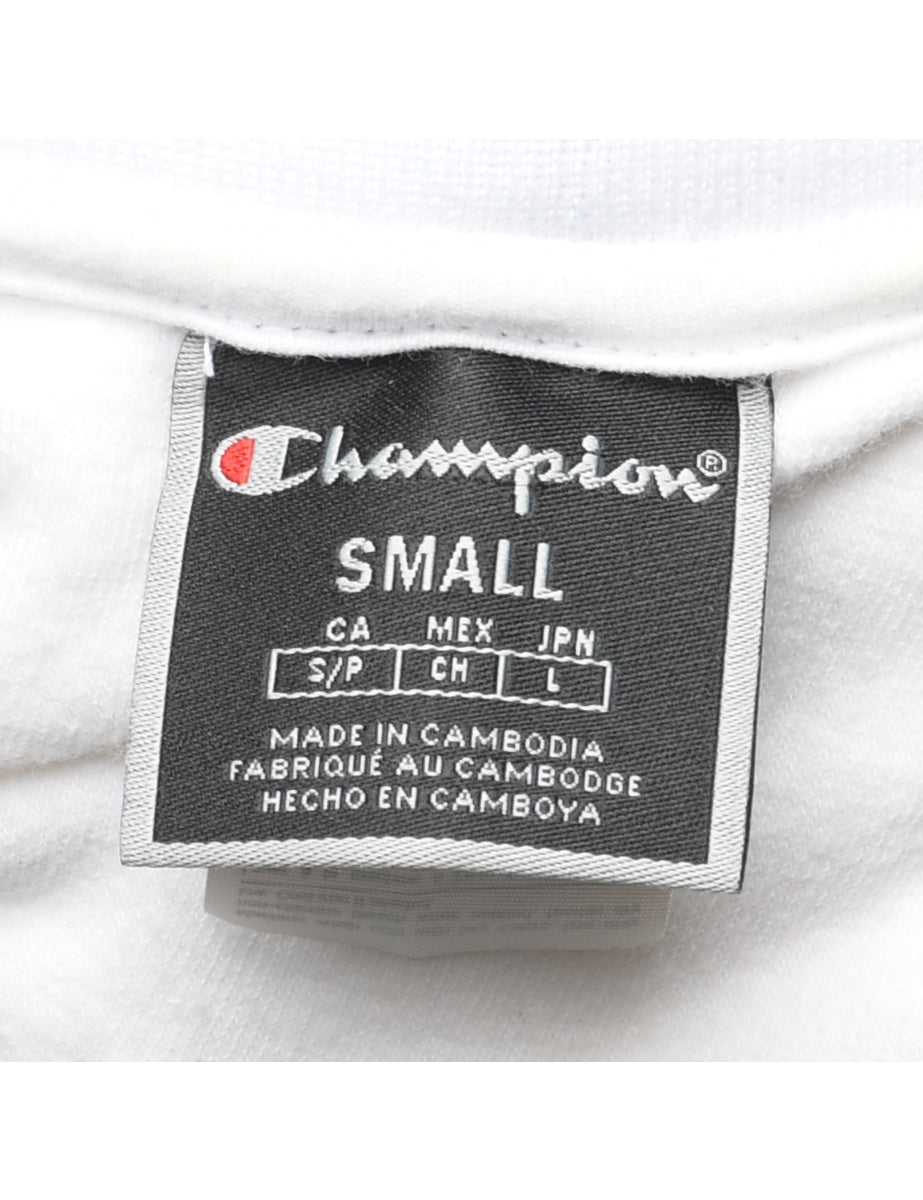 Champion®
SMALL
CA MEX JPN
S/P CH L
MADE IN CAMBODIA
FABRIQUÉ AU CAMBODGE
HECHO EN CAMBOYA